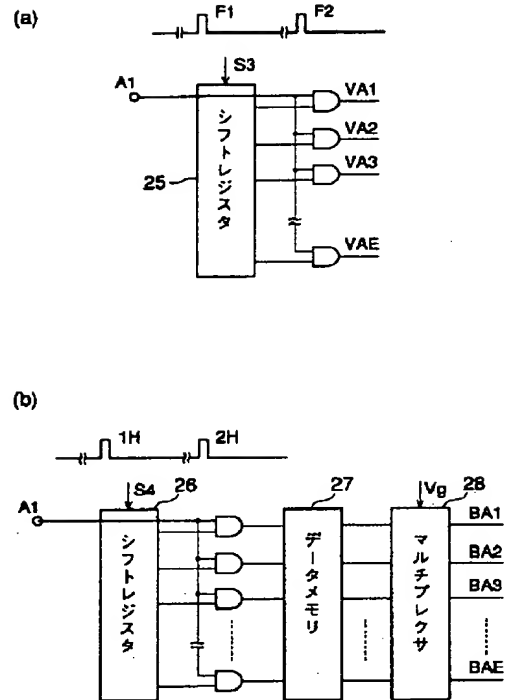 (a)
F1
F2
S3
A1
シフトレジスタ
25
VA1
VA2
VA3
VAE
(b)
1H
2H
A1
S4
26
27
Vg
28
シフトレジスタ
データメモリ
マルチプレクサ
BA1
BA2
BA3
BAE